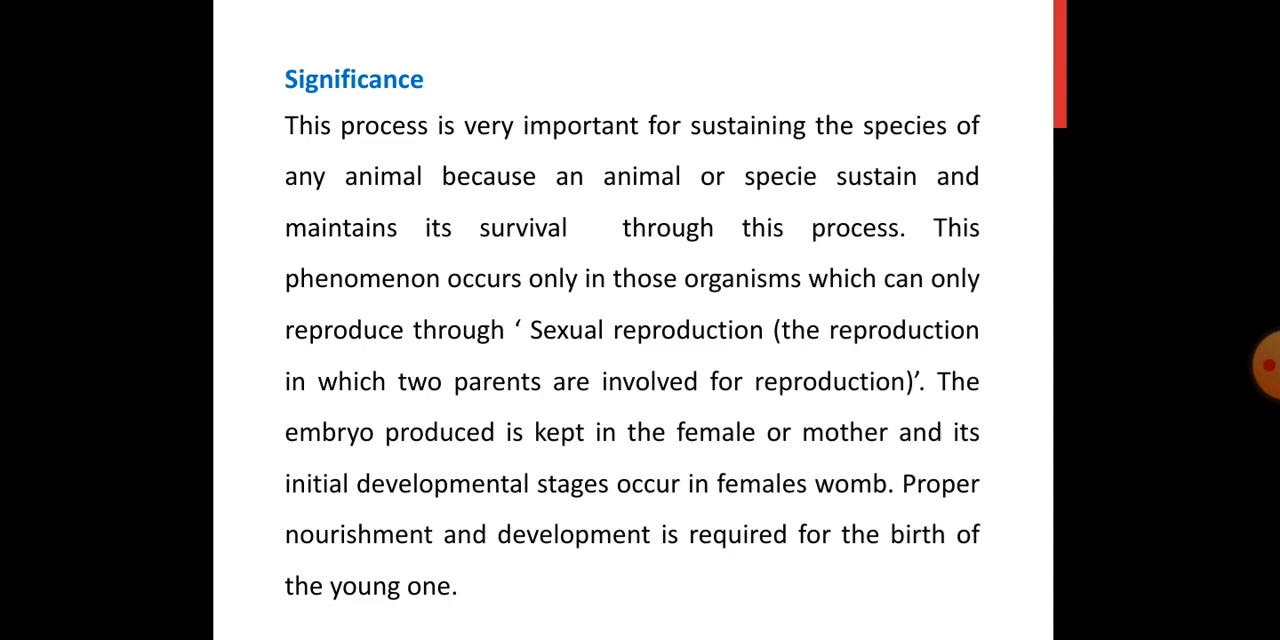 Significance
This process is very important for sustaining the species of
any animal because an animal or specie sustain and
maintains its survival through this process. This
phenomenon occurs only in those organisms which can only
reproduce through ‘ Sexual reproduction (the reproduction
in which two parents are involved for reproduction)’. The
embryo produced is kept in the female or mother and its
initial developmental stages occur in females womb. Proper
nourishment and development is required for the birth of
the young one.